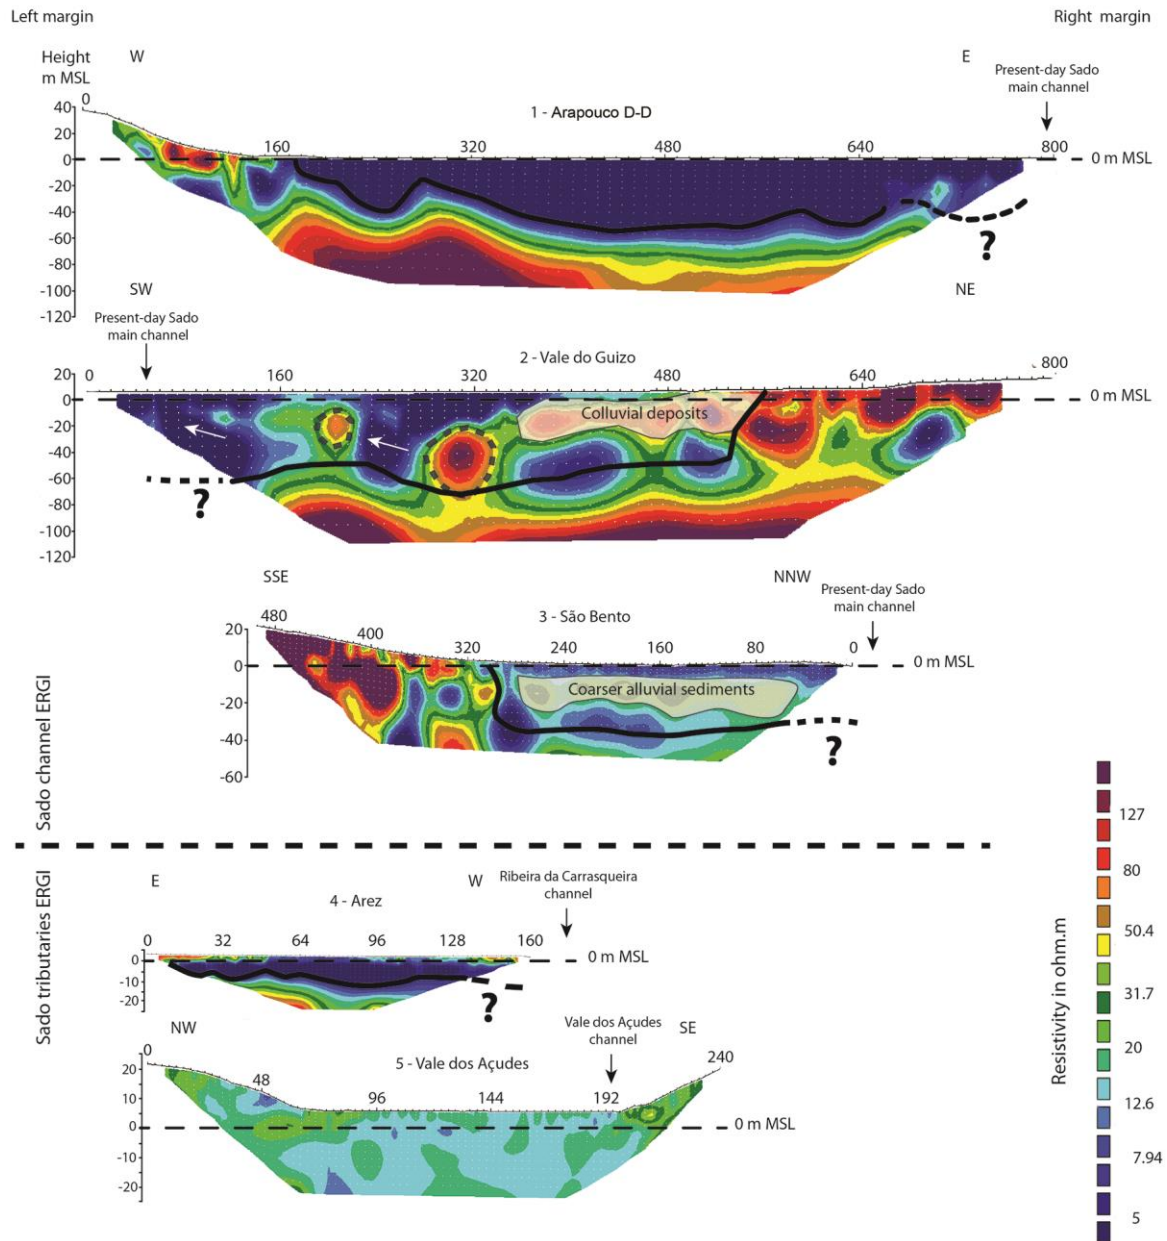 Left margin
Right margin
Height
m MSL
W
E
Present-day Sado
main channel
0
1 - Arapouco D-D
40
20
0
-20
-40
-60
-80
-100
-120
160
320
480
640
800
0 m MSL
?
SW
NE
Present-day Sado
main channel
2 - Vale do Guizo
0
160
320
480
640
800
20
0
-20
-40
-60
-80
-100
-120
0 m MSL
Colluvial deposits
?
SSE
NNW
Present-day Sado
main channel
3 - São Bento
480
400
320
240
160
80
0
20
0
-20
-40
-60
0 m MSL
Coarser alluvial sediments
?
Sado channel ERGI
Sado tributaries ERGI
E
W
Ribeira da Carrasqueira
channel
4 - Arez
0
32
64
96
128
160
0
-10
-20
0 m MSL
?
NW
SE
Vale dos Açudes
channel
5 - Vale dos Açudes
0
48
96
144
192
240
20
10
0
-10
-20
0 m MSL
Resistivity in ohm.m
127
80
50.4
31.7
20
12.6
7.94
5